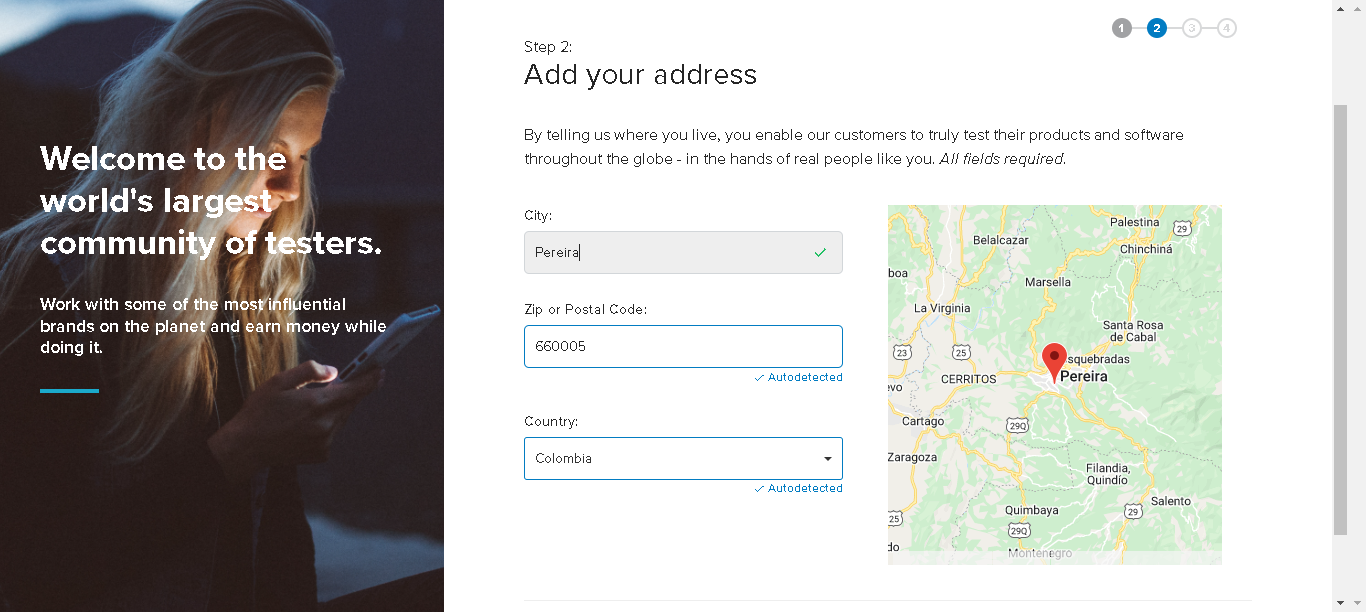 Welcome to the
world's largest
community of testers.
Work with some of the most influential
brands on the planet and earn money while
doing it.
1
2
3
4
Step 2:
Add your address
By telling us where you live, you enable our customers to truly test their products and software
throughout the globe - in the hands of real people like you. All fields required.
City:
Pereira
Zip or Postal Code:
660005
Autodetected
Country:
Colombia
Autodetected
Palestina
29
Belalcazar
Chinchiná
boa
Marsella
La Virginia
Santa Rosa
de Cabal
23
25
squebradas
CERRITOS
Pereira
evo
Cartago
29Q
Zaragoza
Filandia,
Quindío
Salento
Quimbaya
29
25
29Q
do
Montenegro